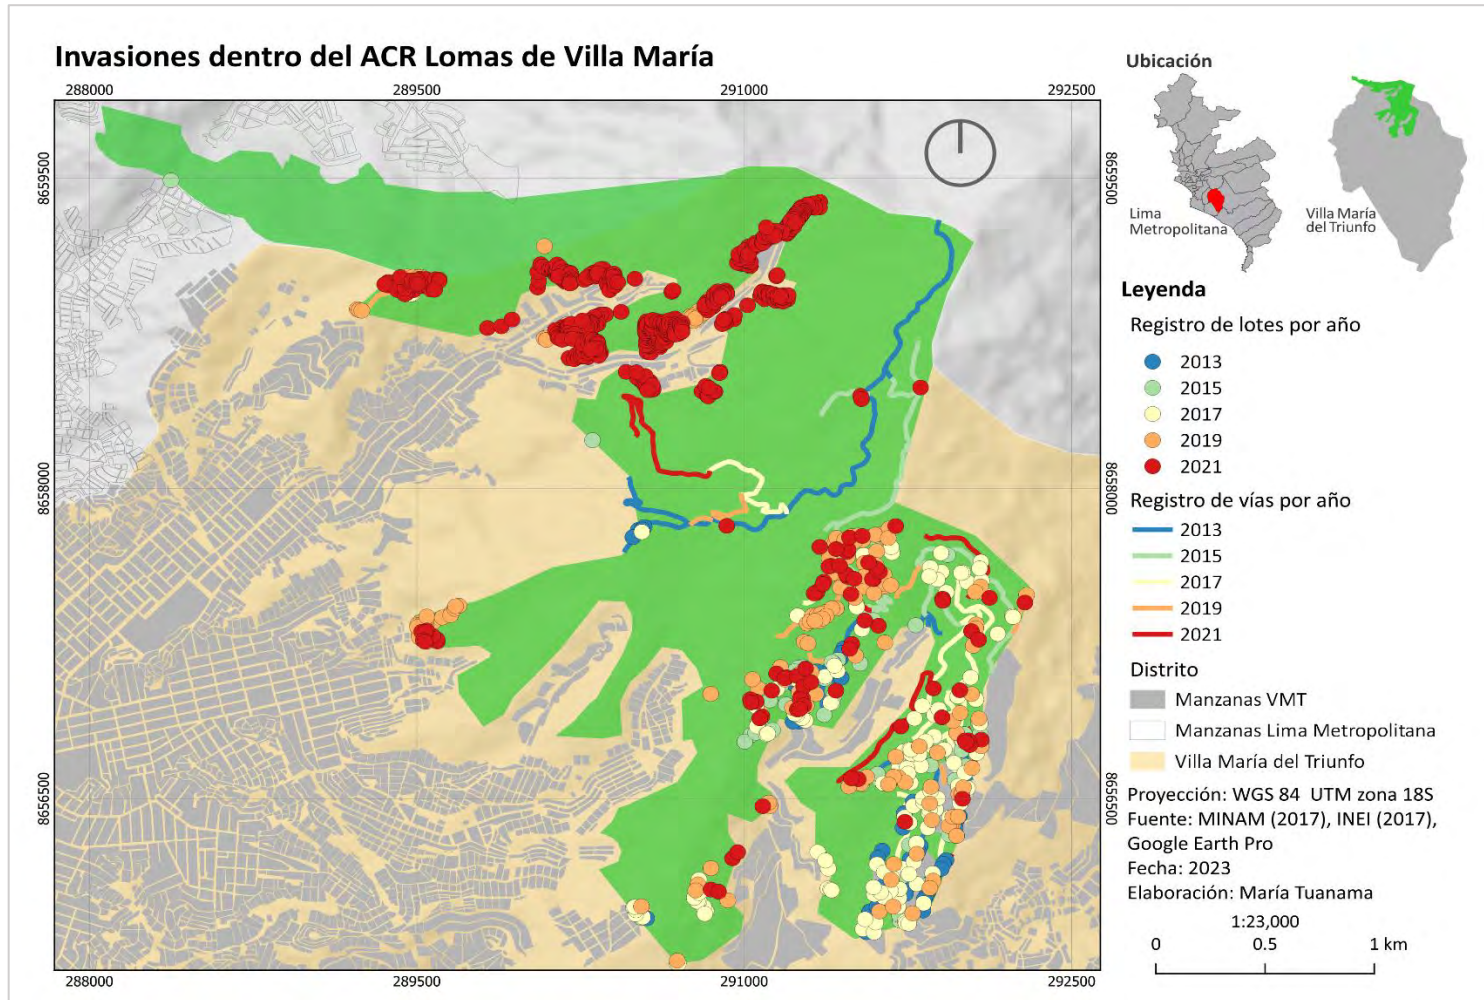 Invasiones dentro del ACR Lomas de Villa María
288000
289500
291000
292500
8659500
8658000
8656500
8659500
8658000
8656500
288000
289500
291000
292500
Ubicación
Lima
Metropolitana
Villa María
del Triunfo
Leyenda
Registro de lotes por año
2013
2015
2017
2019
2021
Registro de vías por año
2013
2015
2017
2019
2021
Distrito
Manzanas VMT
Manzanas Lima Metropolitana
Villa María del Triunfo
Proyección: WGS 84 UTM zona 18S
Fuente: MINAM (2017), INEI (2017),
Google Earth Pro
Fecha: 2023
Elaboración: María Tuanama
1:23,000
0 0.5 1 km